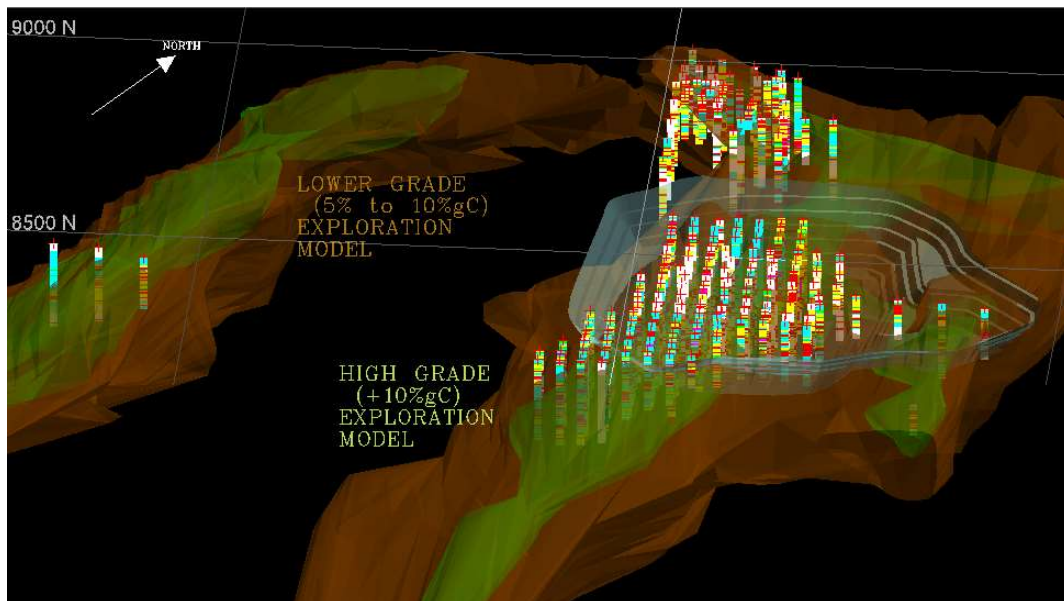 9000 N
NORTH
8500 N
LOWER GRADE
(5% to 10%gC)
EXPLORATION
MODEL
HIGH GRADE
(+10%gC)
EXPLORATION
MODEL